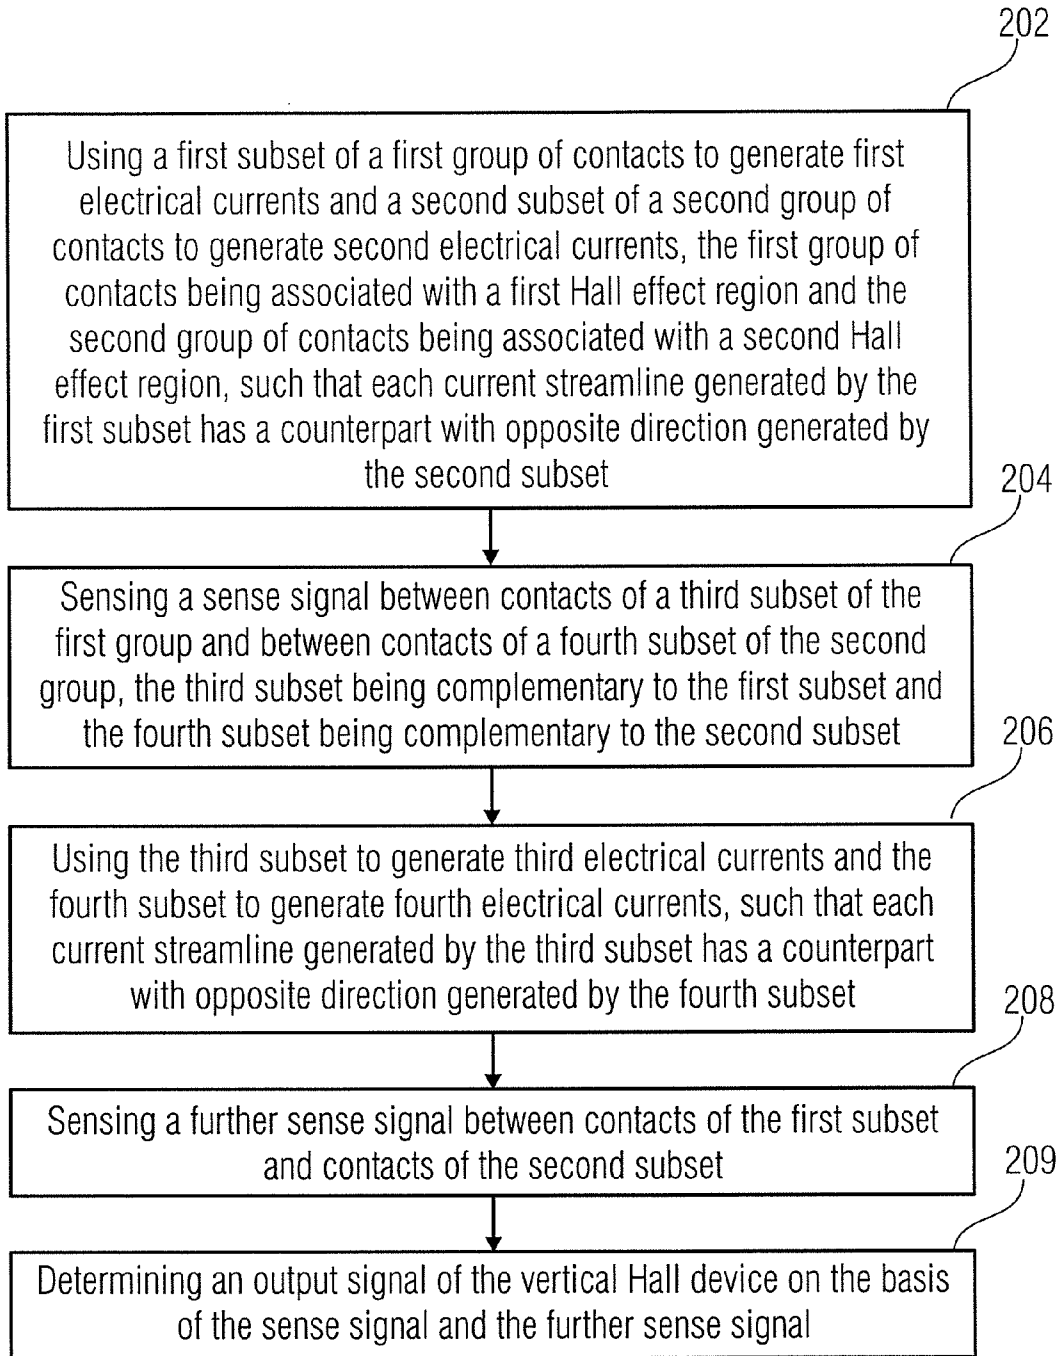 202
Using a first subset of a first group of contacts to generate first
electrical currents and a second subset of a second group of
contacts to generate second electrical currents, the first group of
contacts being associated with a first Hall effect region and the
second group of contacts being associated with a second Hall
effect region, such that each current streamline generated by the
first subset has a counterpart with opposite direction generated by
the second subset
204
Sensing a sense signal between contacts of a third subset of the
first group and between contacts of a fourth subset of the second
group, the third subset being complementary to the first subset and
the fourth subset being complementary to the second subset
206
Using the third subset to generate third electrical currents and the
fourth subset to generate fourth electrical currents, such that each
current streamline generated by the third subset has a counterpart
with opposite direction generated by the fourth subset
208
Sensing a further sense signal between contacts of the first subset
and contacts of the second subset
209
Determining an output signal of the vertical Hall device on the basis
of the sense signal and the further sense signal